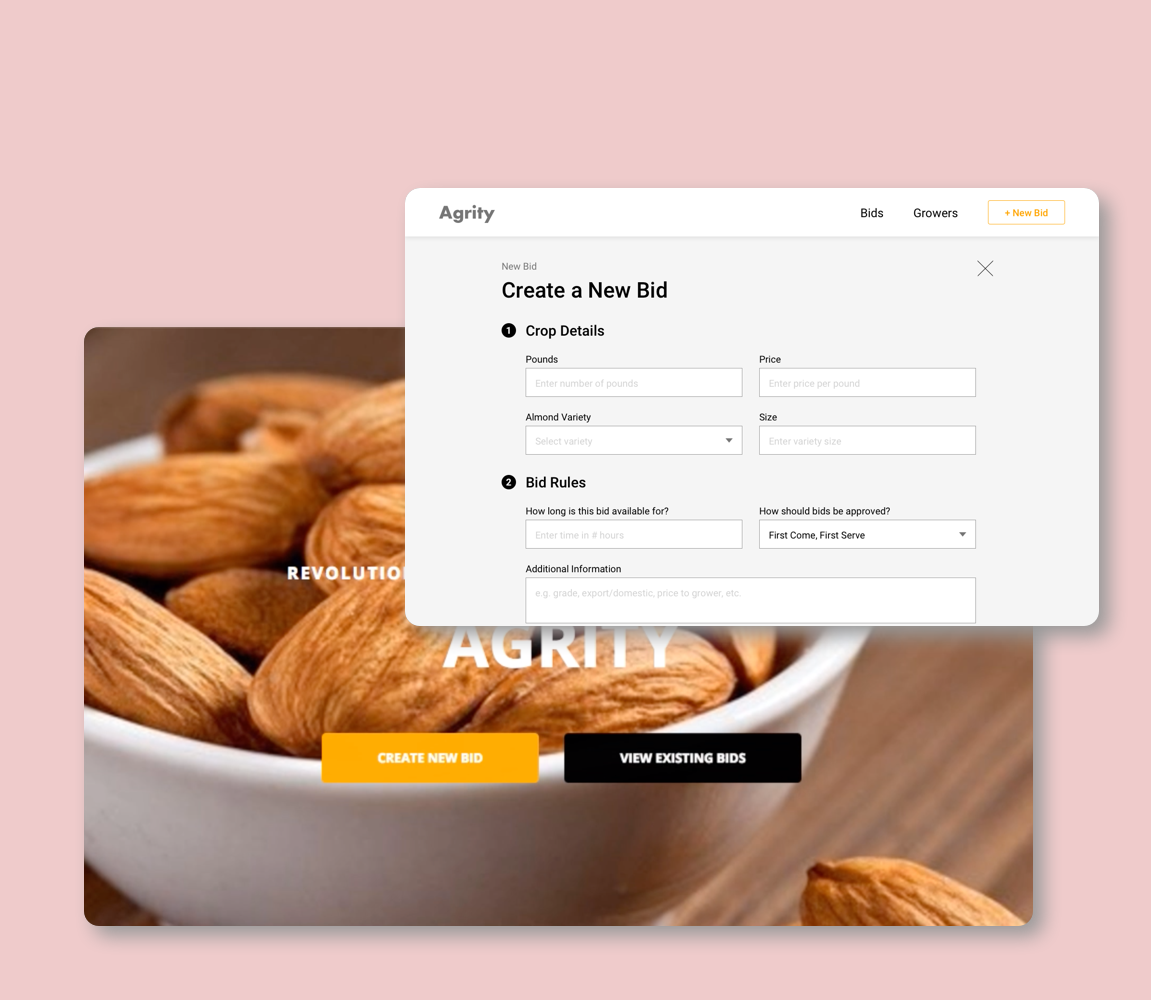 Agrity
Bids
Growers
+ New Bid
New Bid
Create a New Bid
1 Crop Details
Pounds
Price
Enter number of pounds
Enter price per pound
Almond Variety
Size
Select variety
Enter variety size
2 Bid Rules
How long is this bid available for?
How should bids be approved?
Enter time in # hours
First Come, First Serve
Additional Information
e.g. grade, export/domestic, price to grower, etc.
AGRITY
CREATE NEW BID
VIEW EXISTING BIDS